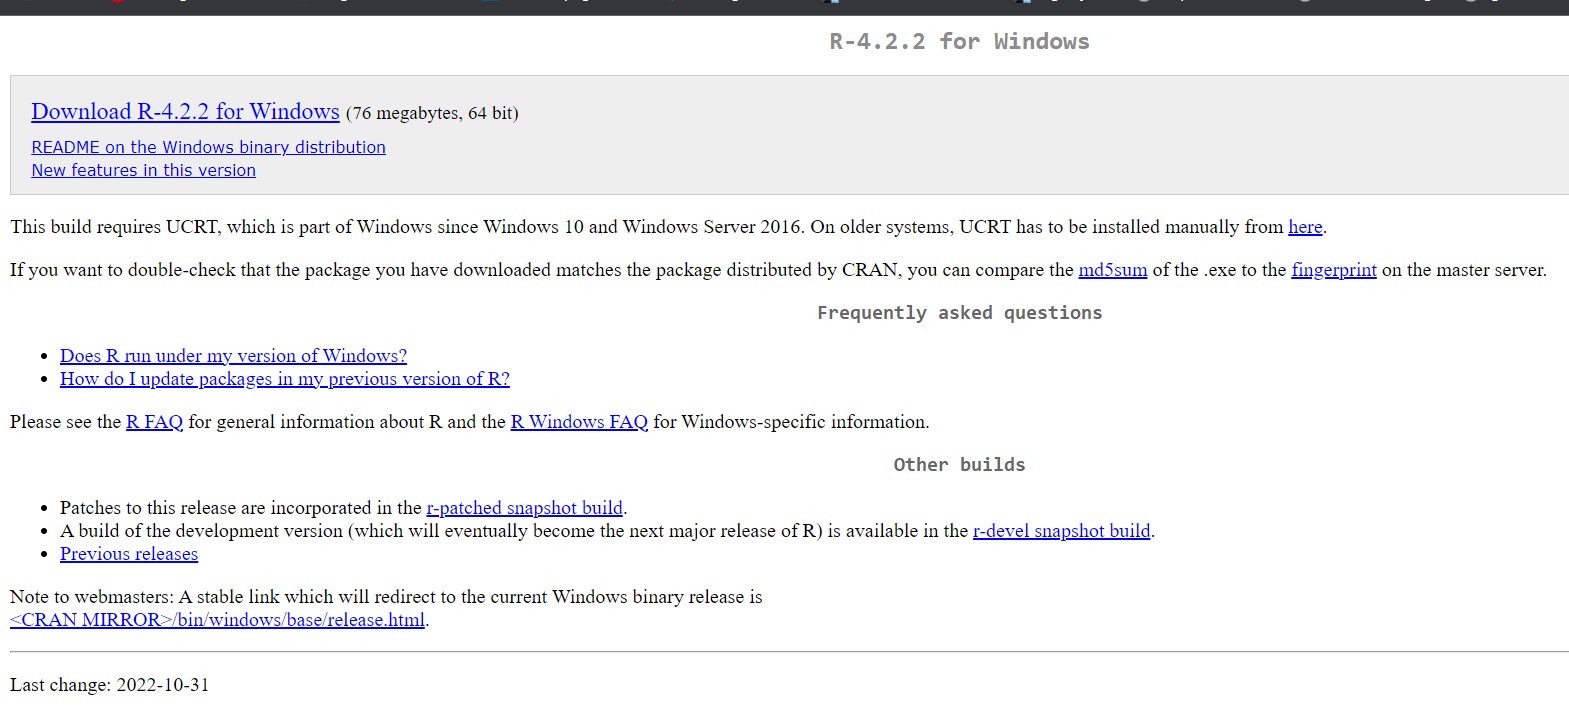 R-4.2.2 for Windows
Download R-4.2.2 for Windows (76 megabytes, 64 bit)
README on the Windows binary distribution
New features in this version
This build requires UCRT, which is part of Windows since Windows 10 and Windows Server 2016. On older systems, UCRT has to be installed manually from here.
If you want to double-check that the package you have downloaded matches the package distributed by CRAN, you can compare the md5sum of the .exe to the fingerprint on the master server.
Frequently asked questions
• Does R run under my version of Windows?
• How do I update packages in my previous version of R?
Please see the R FAQ for general information about R and the R Windows FAQ for Windows-specific information.
Other builds
• Patches to this release are incorporated in the r-patched snapshot build.
• A build of the development version (which will eventually become the next major release of R) is available in the r-devel snapshot build.
• Previous releases
Note to webmasters: A stable link which will redirect to the current Windows binary release is
<CRAN MIRROR>/bin/windows/base/release.html.
Last change: 2022-10-31